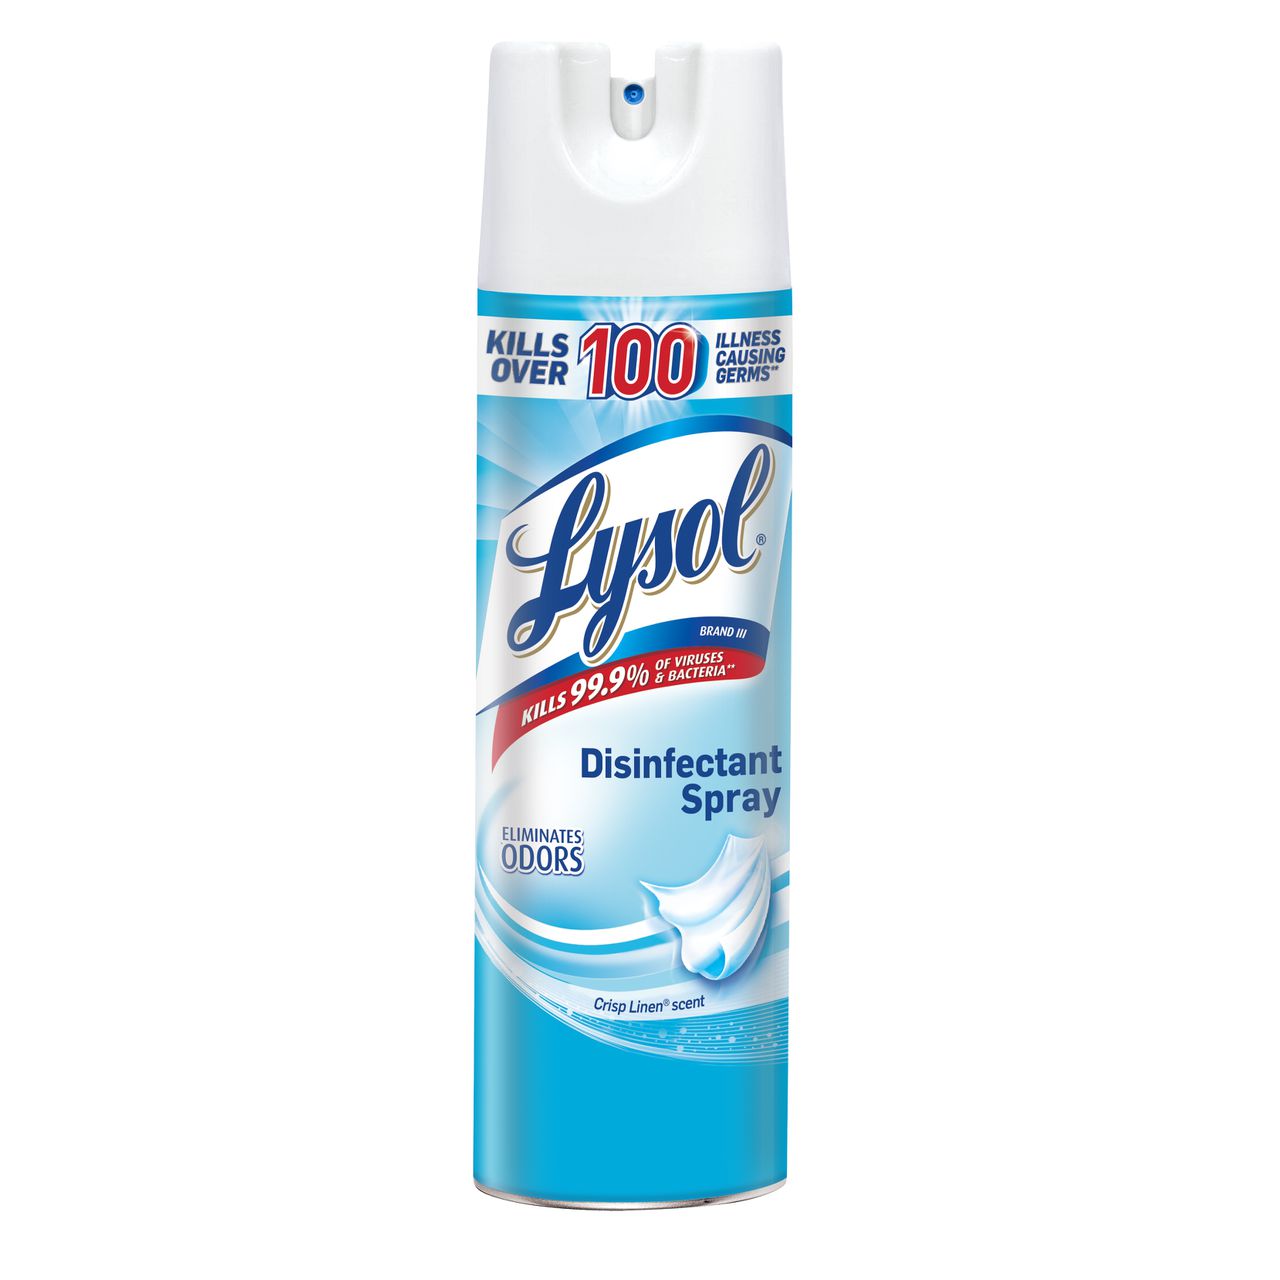 KILLS OVER 100 ILLNESS CAUSING GERMS**
Lysol®
BRAND III
KILLS 99.9% OF VIRUSES & BACTERIA**
Disinfectant
Spray
ELIMINATES
ODORS
Crisp Linen® scent